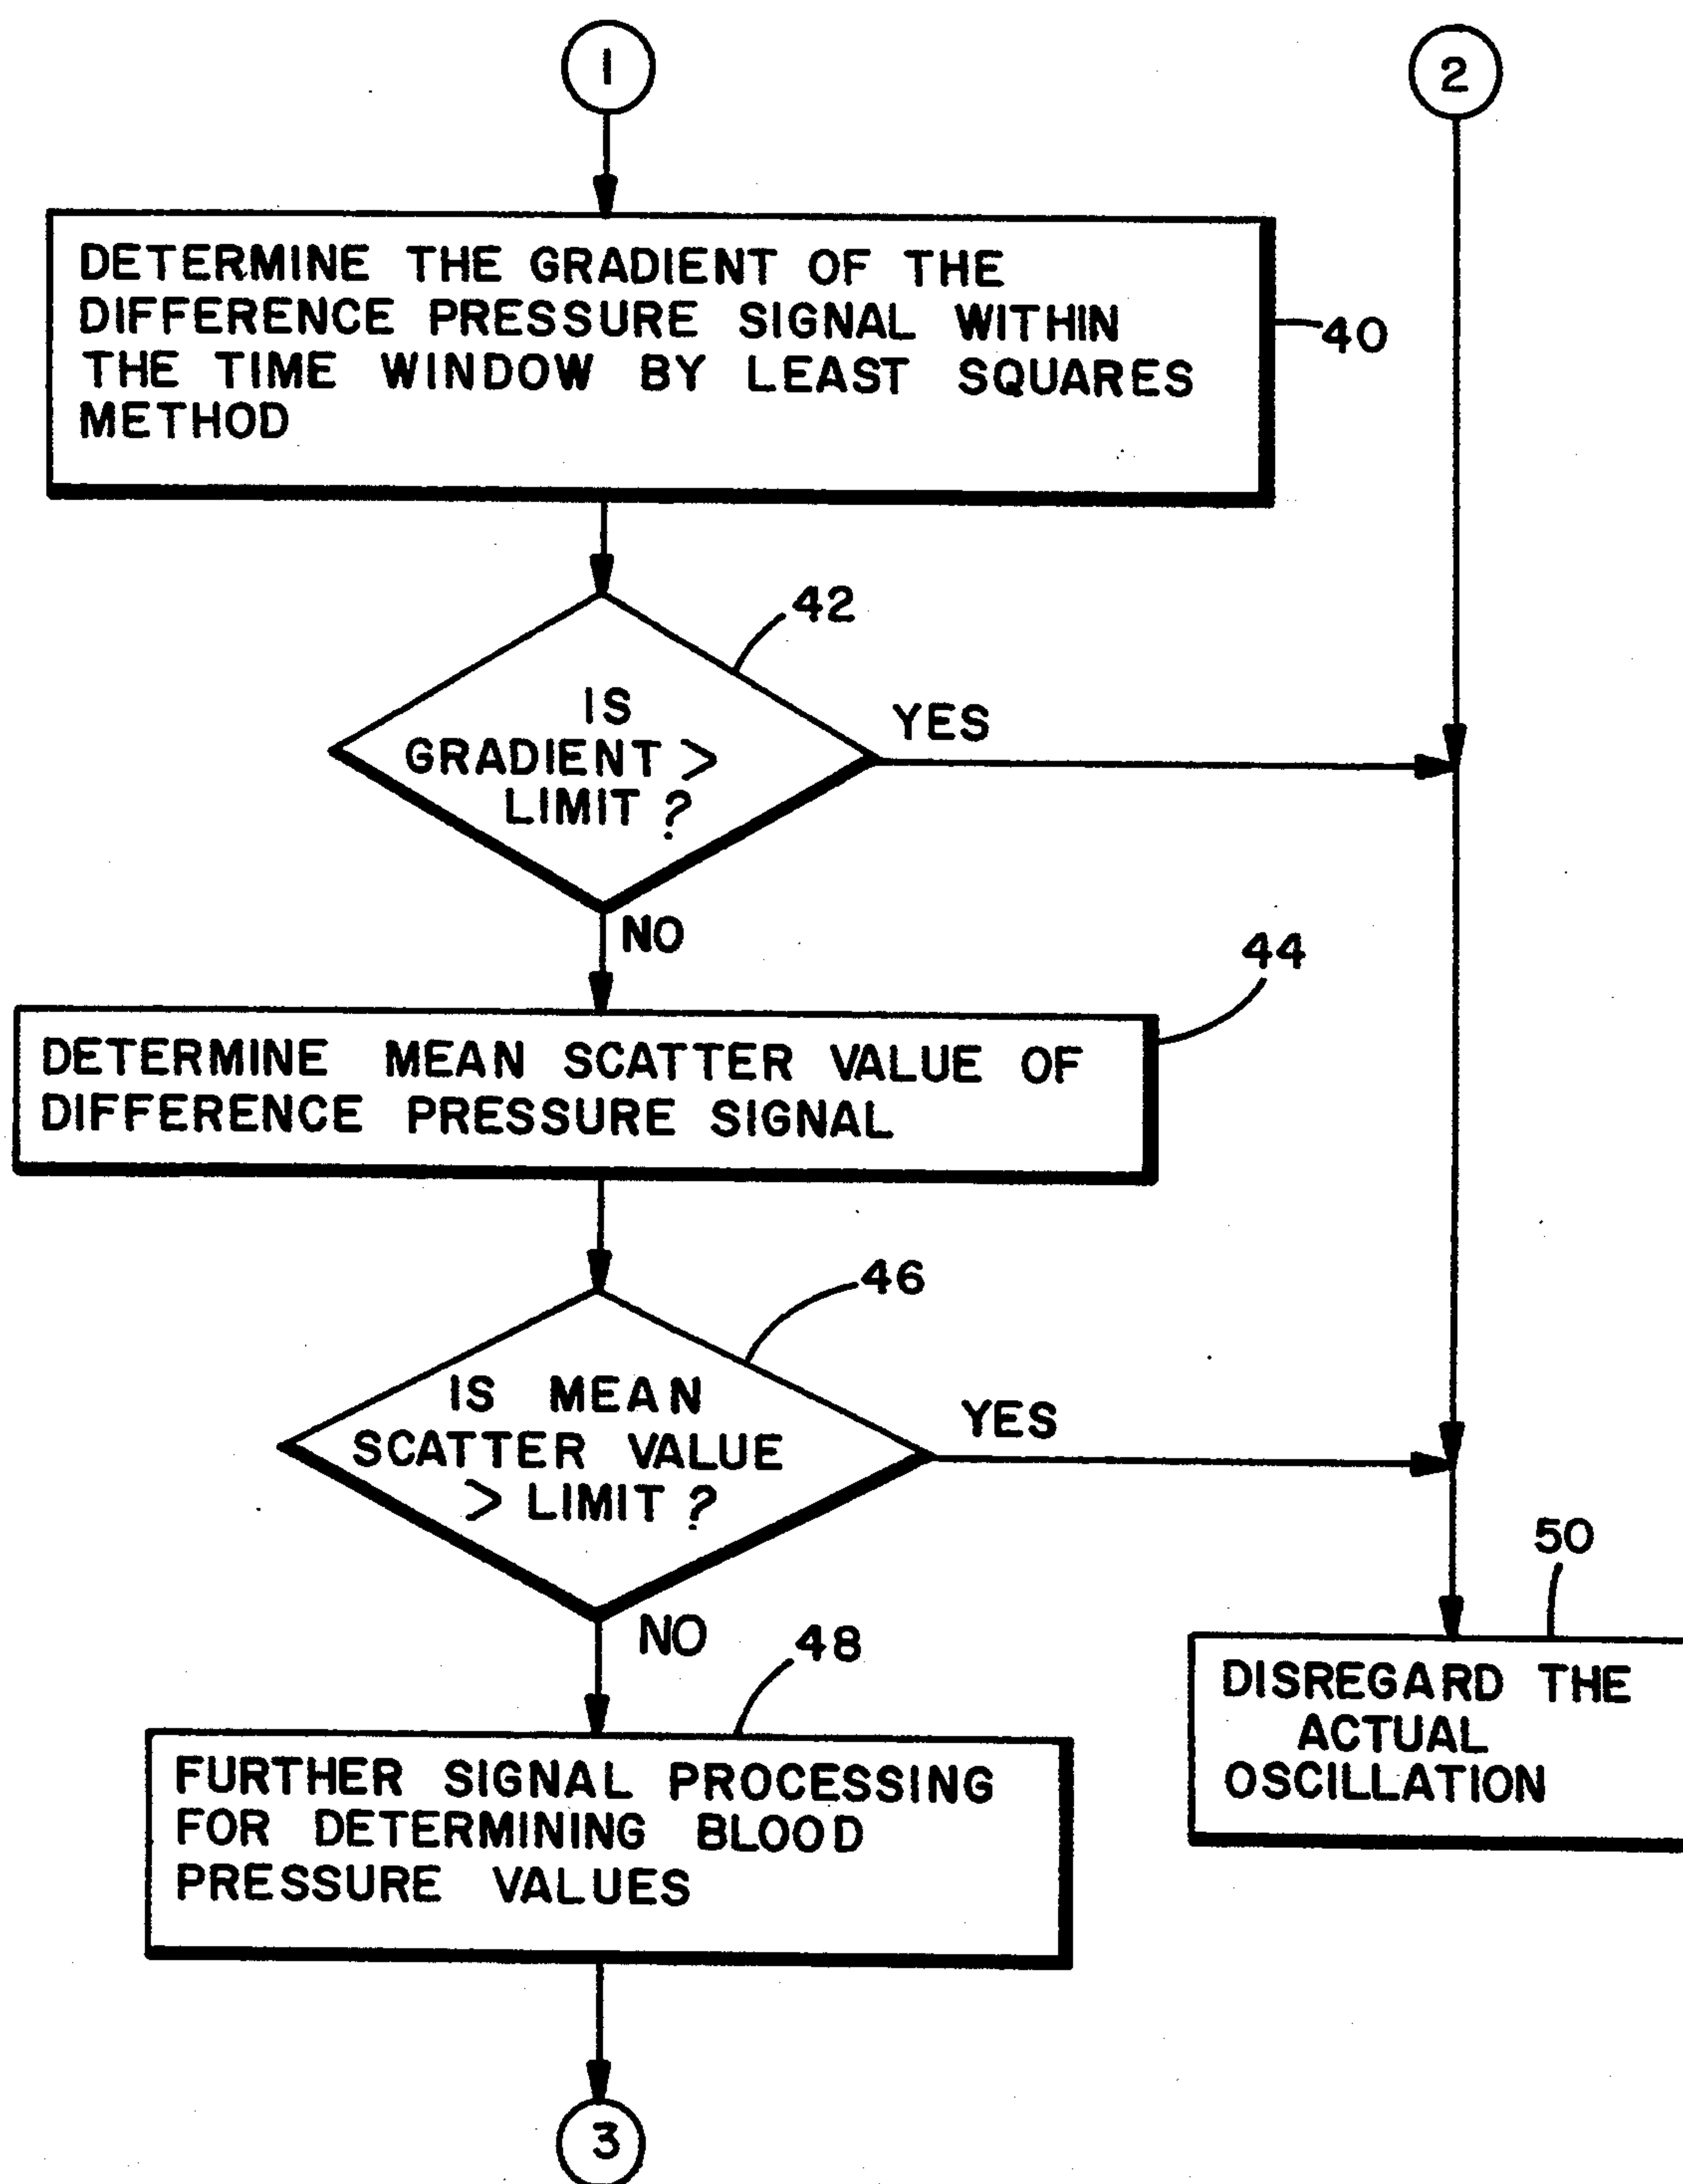 1
2
DETERMINE THE GRADIENT OF THE
DIFFERENCE PRESSURE SIGNAL WITHIN
THE TIME WINDOW BY LEAST SQUARES
METHOD
40
42
IS
GRADIENT >
LIMIT ?
YES
NO
44
DETERMINE MEAN SCATTER VALUE OF
DIFFERENCE PRESSURE SIGNAL
46
IS MEAN
SCATTER VALUE
> LIMIT ?
YES
NO
48
FURTHER SIGNAL PROCESSING
FOR DETERMINING BLOOD
PRESSURE VALUES
50
DISREGARD THE
ACTUAL
OSCILLATION
3